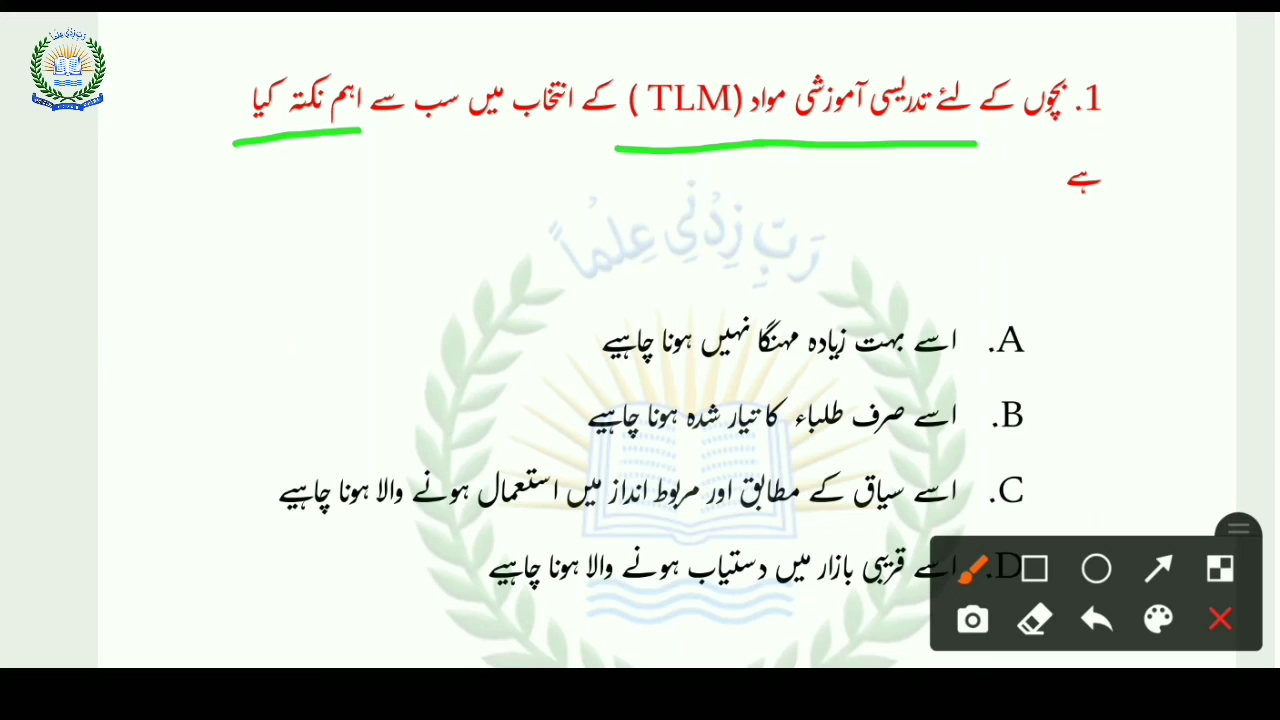 رَبِّ زِدْنِي عِلْماً
1. بچوں کے لئے تدریسی آموزشی مواد (TLM ) کے انتخاب میں سب سے اہم نکتہ کیا
ہے
رَبِّ زِدْنِي عِلْماً
A. اسے بہت زیادہ مہنگا نہیں ہونا چاہیے
B. اسے صرف طلباء کا تیار شدہ ہونا چاہیے
C. اسے سیاق کے مطابق اور مربوط انداز میں استعمال ہونے والا ہونا چاہیے
D. اسے قریبی بازار میں دستیاب ہونے والا ہونا چاہیے